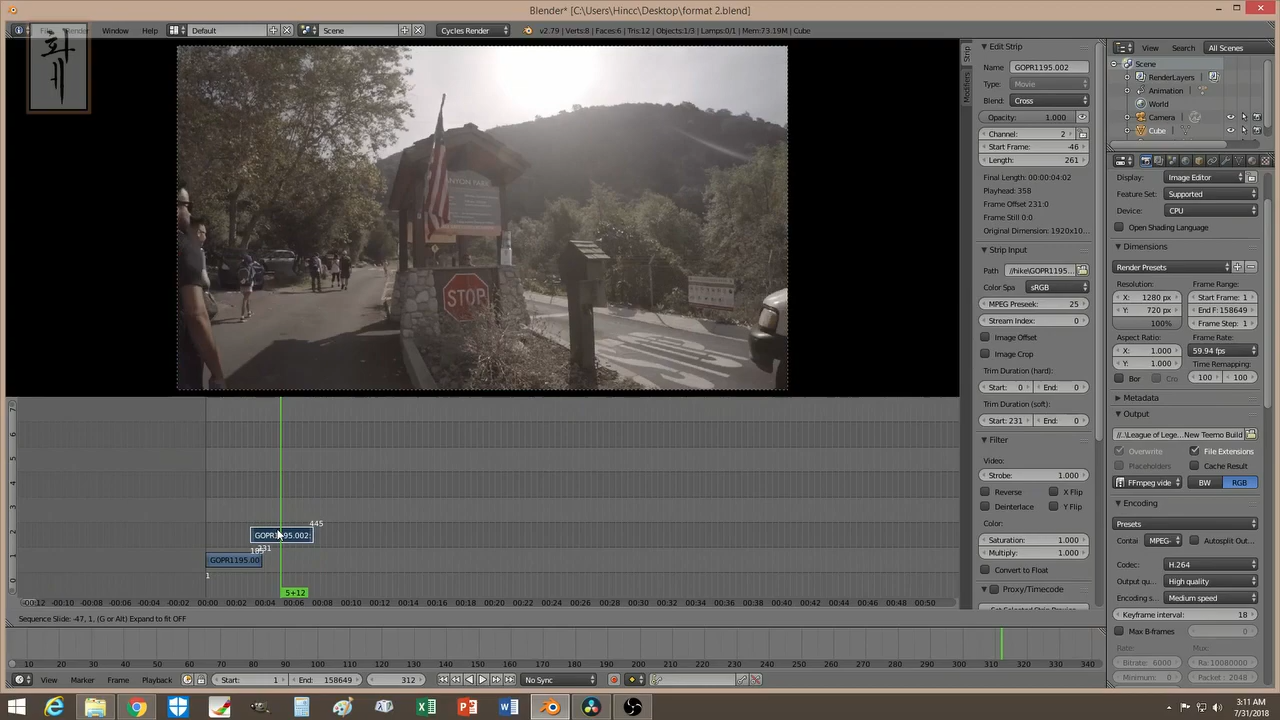 Blender* [C:\Users\Hincc\Desktop\format 2.blend]
File Render Window Help
Default
Scene
Cycles Render
v2.79 | Verts:8 | Faces:6 | Tris:12 | Objects:1/3 | Lamps:0/1 | Mem:73.19M | Cube
STOP
7
6
5
4
3
2
1
0
445
GOPR1195.002:
231
GOPR1195.00
1
5+12
-00:12 -00:10 -00:08 -00:06 -00:04 -00:02 00:00 00:02 00:04 00:06 00:08 00:10 00:12 00:14 00:16 00:18 00:20 00:22 00:24 00:26 00:28 00:30 00:32 00:34 00:36 00:38 00:40 00:42 00:44 00:46 00:48 00:50
Sequence Slide: -47, 1, (G or Alt) Expand to fit OFF
10 20 30 40 50 60 70 80 90 100 110 120 130 140 150 160 170 180 190 200 210 220 230 240 250 260 270 280 290 300 310 320 330 340
View Marker Frame Playback
Start: 1
End: 158649
312
No Sync
Strip
Modifiers
Edit Strip
Name GOPR1195.002
Type: Movie
Blend: Cross
Opacity: 1.000
Channel: 2
Start Frame: -46
Length: 261
Final Length: 00:00:04:02
Playhead: 358
Frame Offset 231:0
Frame Still 0:0
Original Dimension: 1920x10...
Strip Input
Path //hike\GOPR1195...
Color Spa sRGB
MPEG Preseek: 25
Stream Index: 0
Image Offset
Image Crop
Trim Duration (hard):
Start: 0 End: 0
Trim Duration (soft):
Start: 231 End: 0
Filter
Video:
Strobe: 1.000
Reverse X Flip
Deinterlace Y Flip
Color:
Saturation: 1.000
Multiply: 1.000
Convert to Float
Proxy/Timecode
View Search All Scenes
Scene
RenderLayers
Animation
World
Camera
Cube
Display: Image Editor
Feature Set: Supported
Device: CPU
Open Shading Language
Dimensions
Render Presets
Resolution: Frame Range:
X: 1280 px Start Frame: 1
Y: 720 px End F: 158649
100% Frame Step: 1
Aspect Ratio: Frame Rate:
X: 1.000 59.94 fps
Y: 1.000 Time Remapping:
Bor Cro 100 100
Metadata
Output
//..\League of Lege...New Teemo Build
Overwrite File Extensions
Placeholders Cache Result
FFmpeg vide BW RGB
Encoding
Presets
Contai MPEG- Autosplit Out...
Codec: H.264
Output qu High quality
Encoding s... Medium speed
Keyframe interval: 18
Max B-frames 0
Rate: Mux:
Bitrate: 6000 Ra:10080000
Minimum: 0 Packet: 2048
3:11 AM
7/31/2018